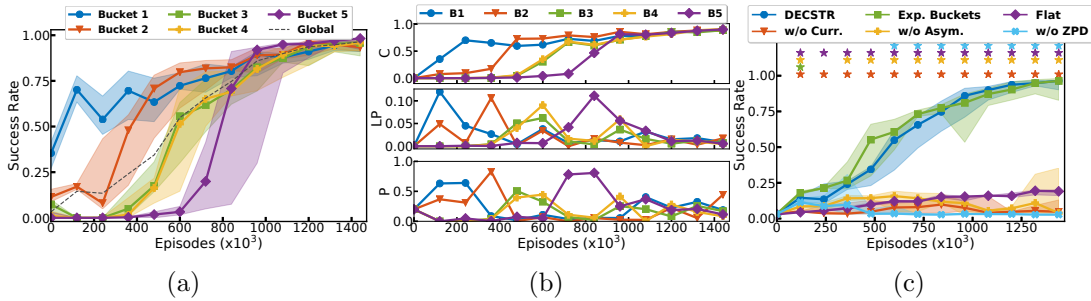 Bucket 1 Bucket 3 Bucket 5
Bucket 2 Bucket 4 Global
Success Rate
1.00
0.75
0.50
0.25
0.00
0 200 400 600 800 1000 1200 1400
Episodes (x10³)
(a)
B1 B2 B3 B4 B5
C
1.0
0.5
0.0
LP
0.10
0.05
0.00
P
1.0
0.5
0.0
0 200 400 600 800 1000 1200 1400
Episodes (x10³)
(b)
DECSTR Exp. Buckets Flat
w/o Curr. w/o Asym. w/o ZPD
Success Rate
1.00
0.75
0.50
0.25
0.00
0 250 500 750 1000 1250
Episodes (x10³)
(c)